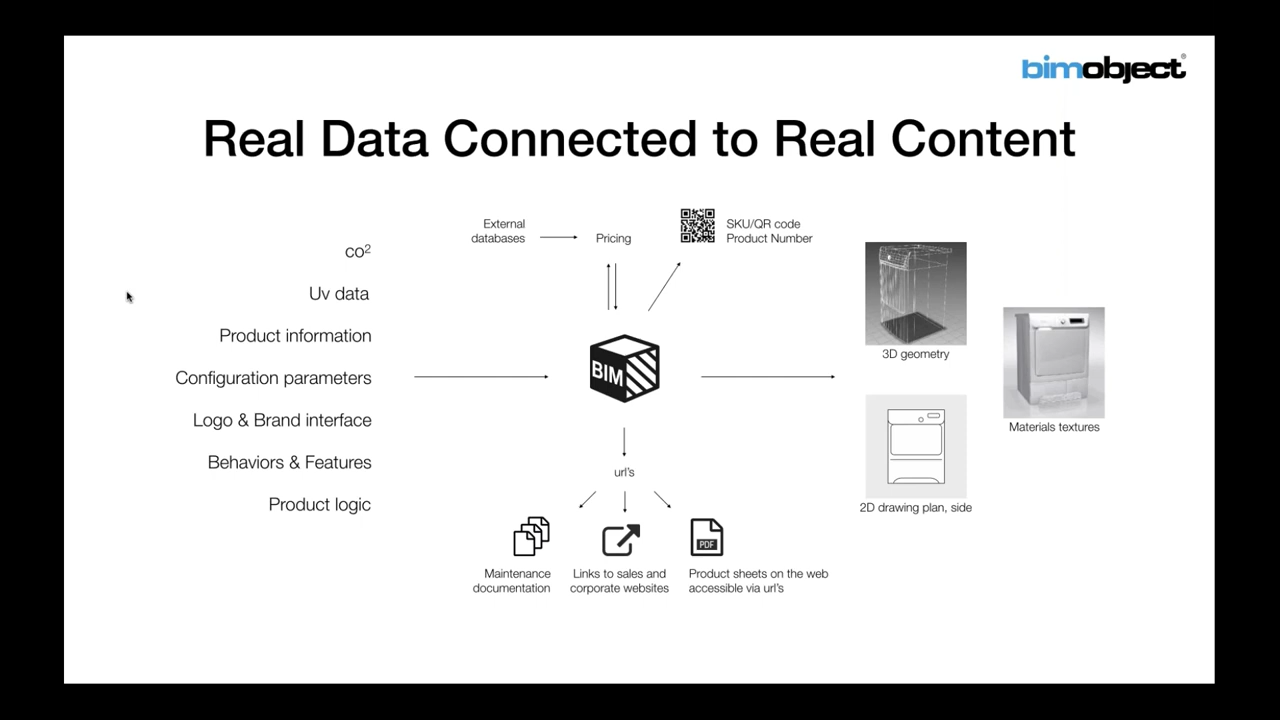 bimobject®
Real Data Connected to Real Content
External
databases
Pricing
SKU/QR code
Product Number
co²
Uv data
Product information
Configuration parameters
Logo & Brand interface
Behaviors & Features
Product logic
BIM
3D geometry
Materials textures
2D drawing plan, side
url's
PDF
Maintenance
documentation
Links to sales and
corporate websites
Product sheets on the web
accessible via url's